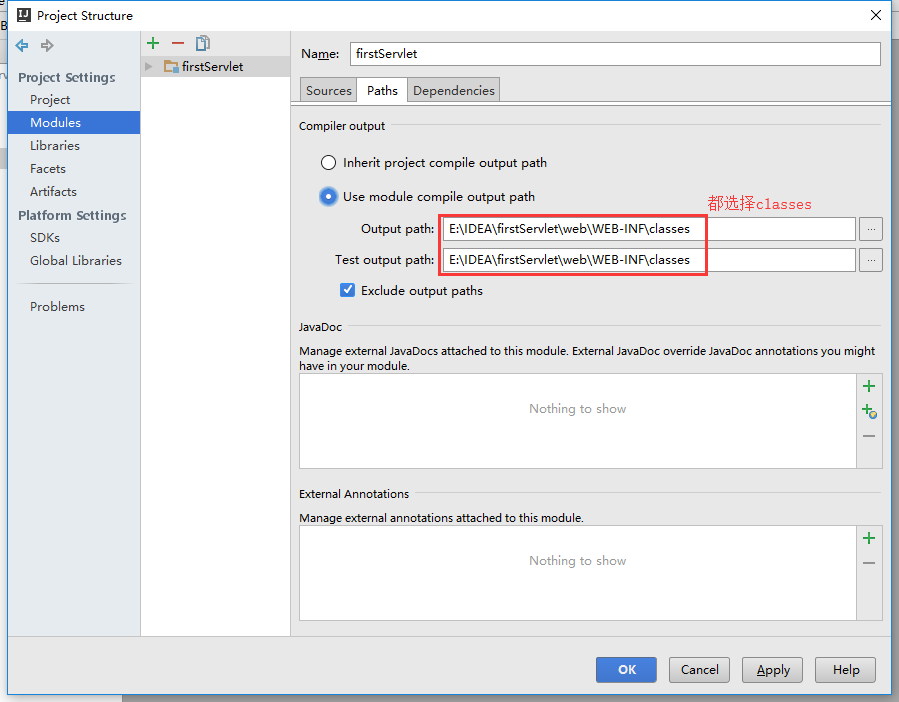 Project Structure
Project Settings
Project
Modules
Libraries
Facets
Artifacts
Platform Settings
SDKs
Global Libraries
Problems
firstServlet
Name: firstServlet
Sources Paths Dependencies
Compiler output
Inherit project compile output path
Use module compile output path
都选择classes
Output path: E:\IDEA\firstServlet\web\WEB-INF\classes ...
Test output path: E:\IDEA\firstServlet\web\WEB-INF\classes ...
Exclude output paths
JavaDoc
Manage external JavaDocs attached to this module. External JavaDoc override JavaDoc annotations you might
have in your module.
Nothing to show
External Annotations
Manage external annotations attached to this module.
Nothing to show
OK Cancel Apply Help